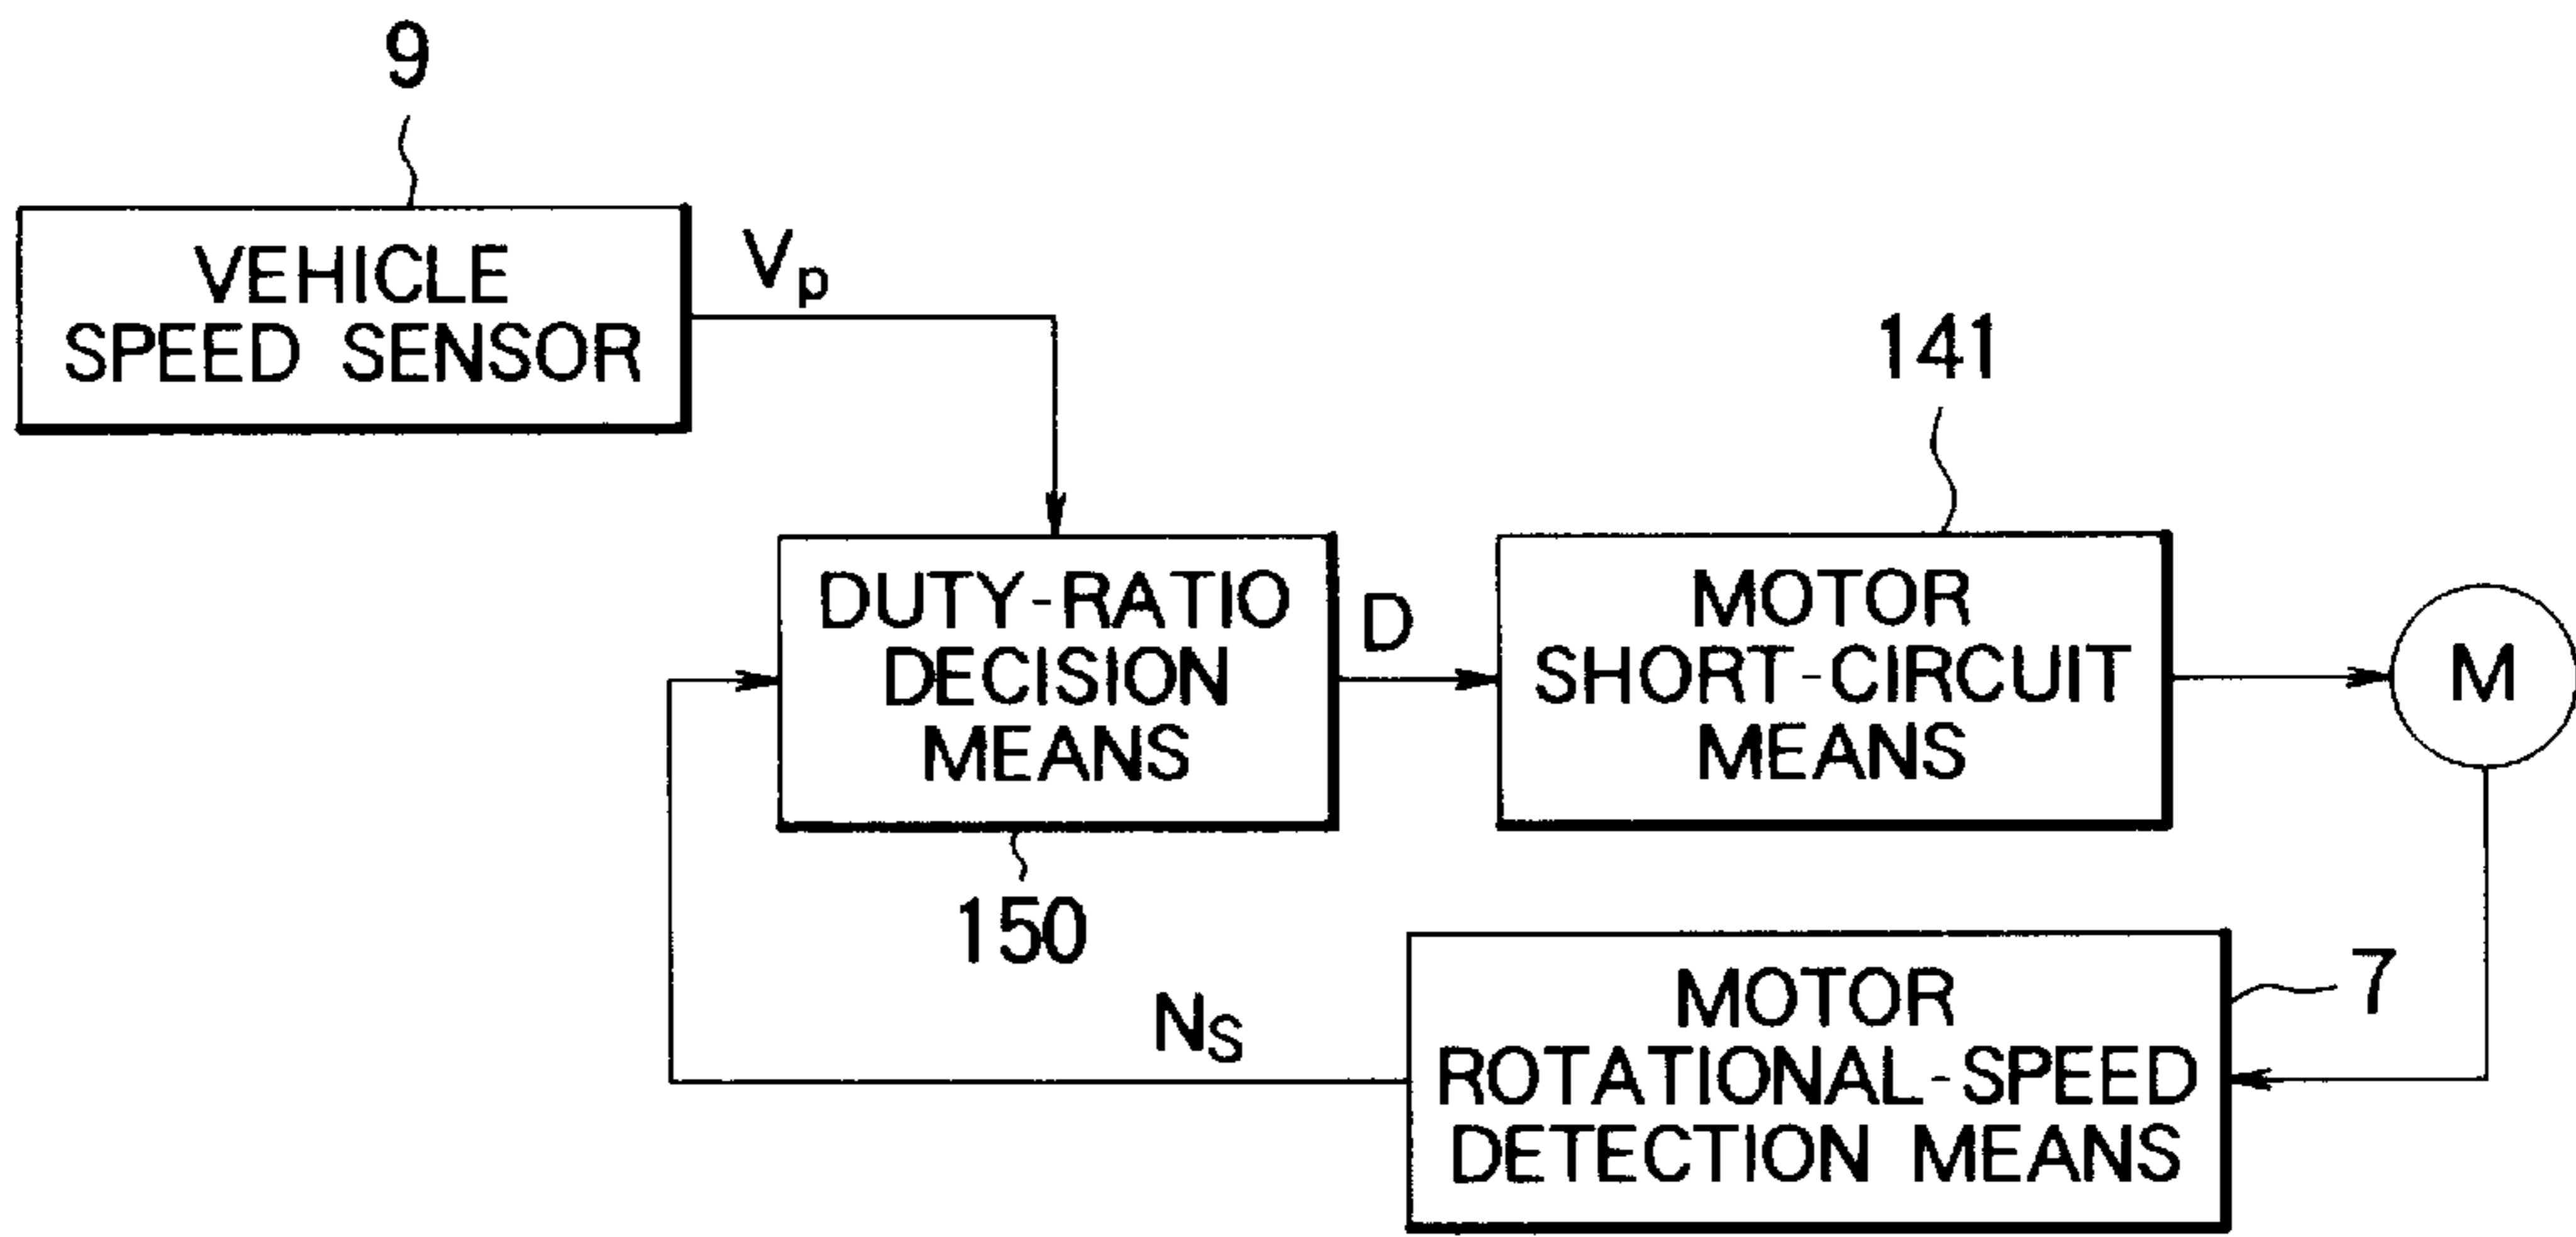 9
VEHICLE
SPEED SENSOR
Vp
141
DUTY-RATIO
DECISION
MEANS
D
MOTOR
SHORT-CIRCUIT
MEANS
M
150
NS
MOTOR
ROTATIONAL-SPEED
DETECTION MEANS
7